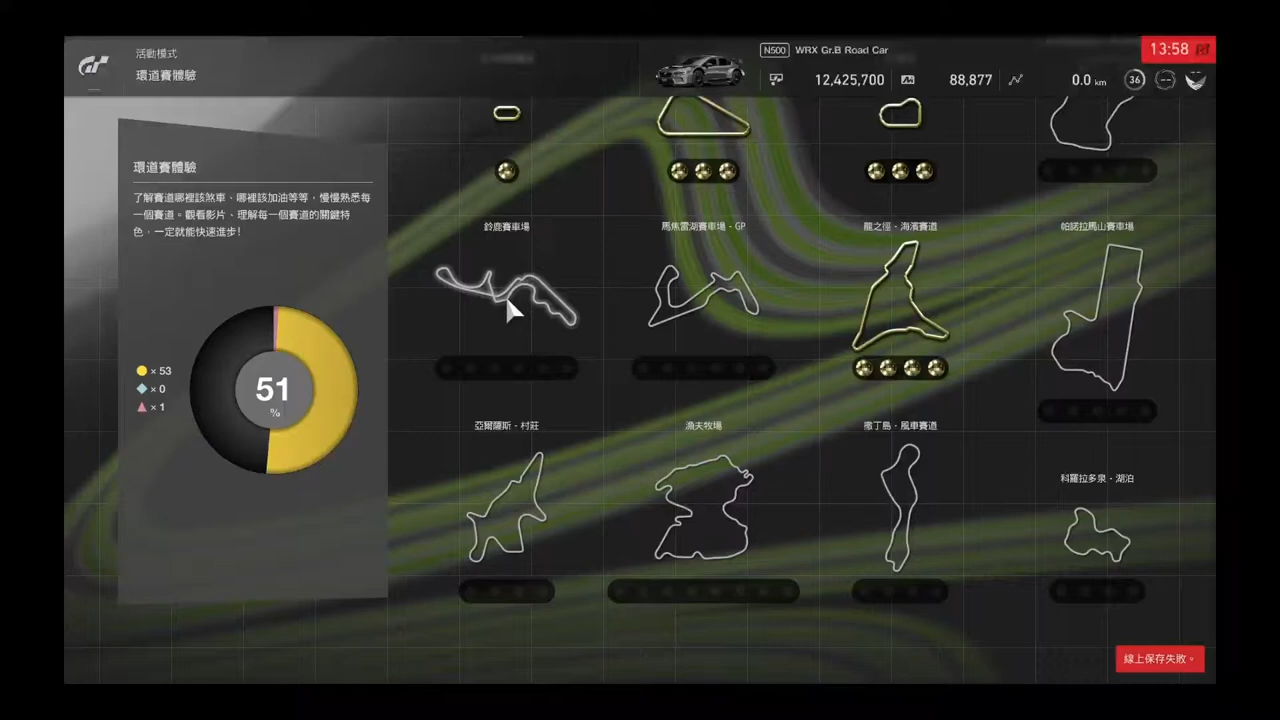 活動模式
環道賽體驗
N500 WRX Gr.B Road Car
12,425,700
88,877
0.0 km
36
13:58
環道賽體驗
了解賽道哪裡該煞車、哪裡該加油等等，慢慢熟悉每
一個賽道。觀看影片、理解每一個賽道的關鍵特
色，一定就能快速進步！
× 53
× 0
× 1
51
%
鈴鹿賽車場
馬焦雷湖賽車場 - GP
龍之徑 - 海濱賽道
帕諾拉馬山賽車場
亞爾薩斯 - 村莊
漁夫牧場
撒丁島 - 風車賽道
科羅拉多泉 - 湖泊
線上保存失敗。